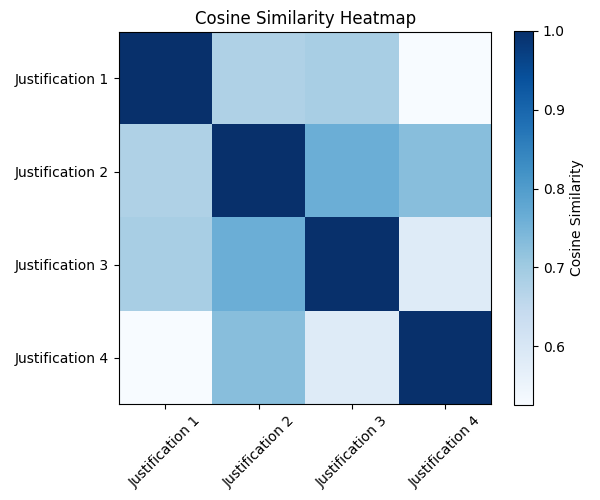 Cosine Similarity Heatmap
Justification 1
Justification 2
Justification 3
Justification 4
Justification 1
Justification 2
Justification 3
Justification 4
1.0
0.9
0.8
0.7
0.6
Cosine Similarity